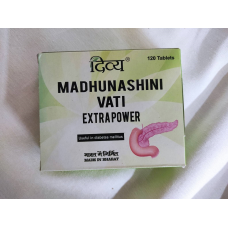 दिव्य
120 Tablets
MADHUNASHINI
VATI
EXTRAPOWER
Useful in diabetes mellitus
भारत में निर्मित
MADE IN BHARAT